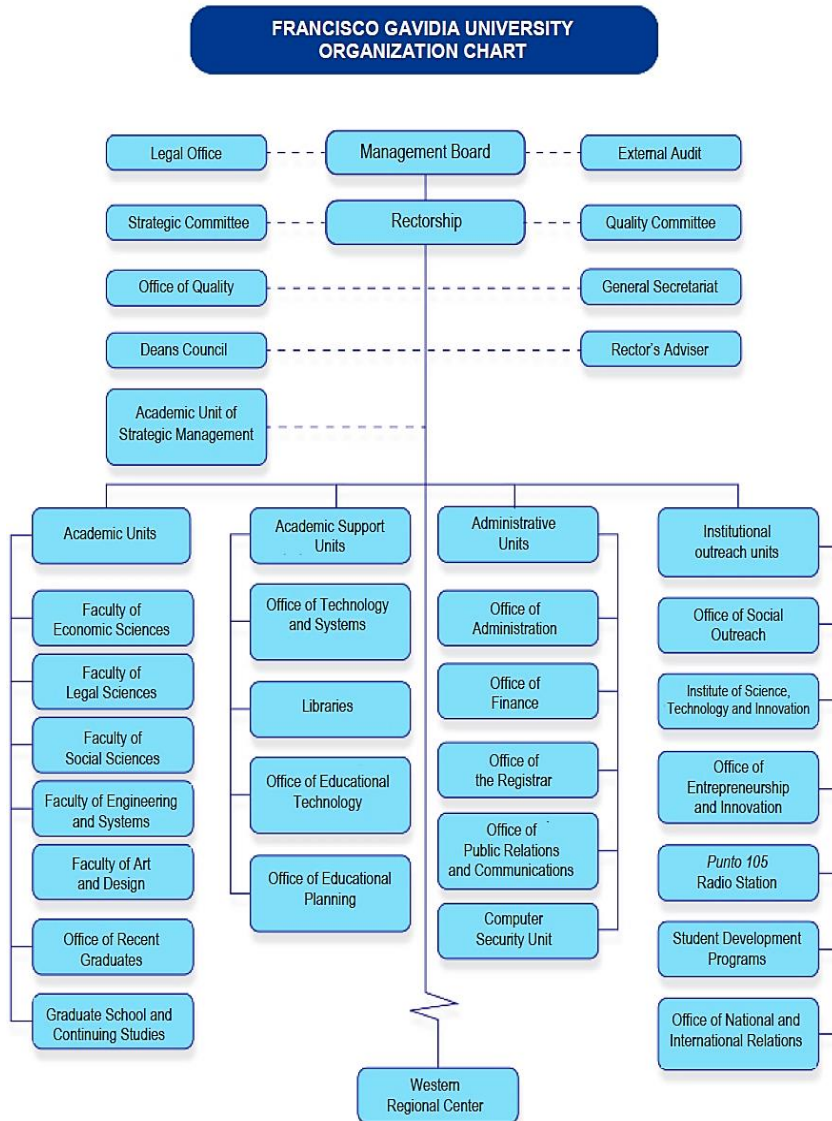 FRANCISCO GAVIDIA UNIVERSITY
ORGANIZATION CHART
Legal Office
Management Board
External Audit
Strategic Committee
Rectorship
Quality Committee
Office of Quality
General Secretariat
Deans Council
Rector's Adviser
Academic Unit of
Strategic Management
Academic Units
Faculty of
Economic Sciences
Faculty of
Legal Sciences
Faculty of
Social Sciences
Faculty of Engineering
and Systems
Faculty of Art
and Design
Office of Recent
Graduates
Graduate School and
Continuing Studies
Academic Support
Units
Office of Technology
and Systems
Libraries
Office of Educational
Technology
Office of Educational
Planning
Administrative
Units
Office of
Administration
Office of
Finance
Office of
the Registrar
Office of
Public Relations
and Communications
Computer
Security Unit
Institutional
outreach units
Office of Social
Outreach
Institute of Science,
Technology and Innovation
Office of
Entrepreneurship
and Innovation
Punto 105
Radio Station
Student Development
Programs
Office of National and
International Relations
Western
Regional Center